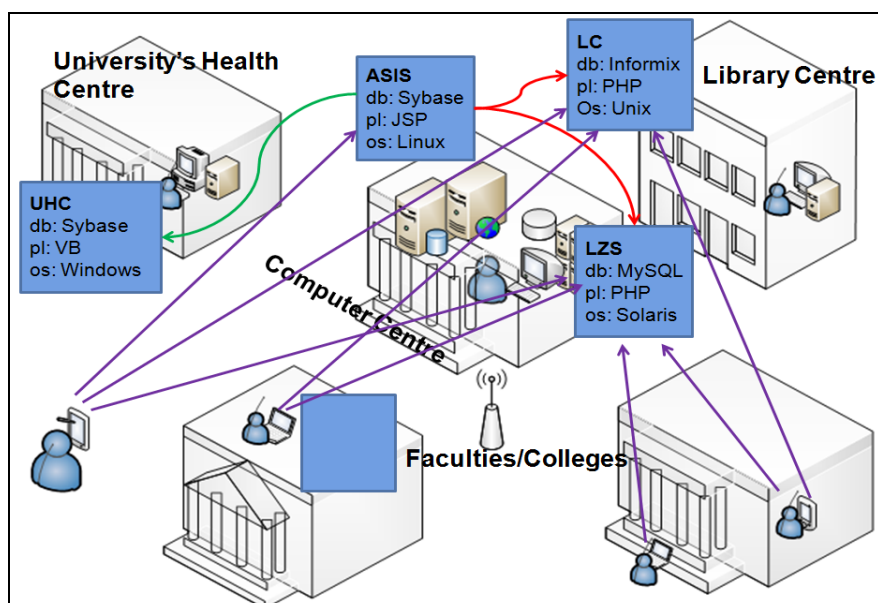 University's Health
Centre
ASIS
db: Sybase
pl: JSP
os: Linux
LC
db: Informix
pl: PHP
Os: Unix
Library Centre
UHC
db: Sybase
pl: VB
os: Windows
LZS
db: MySQL
pl: PHP
os: Solaris
Computer Centre
Faculties/Colleges